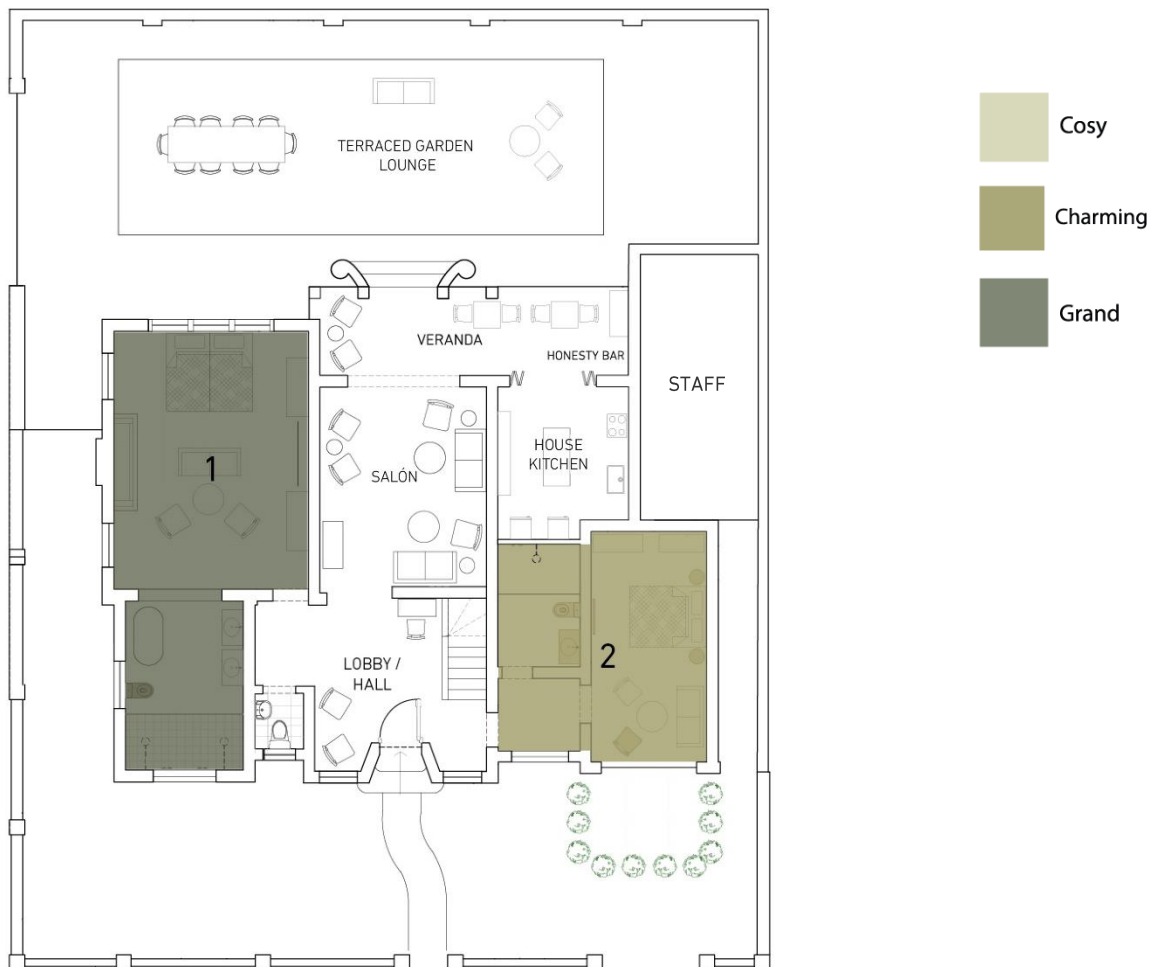 TERRACED GARDEN
LOUNGE
Cosy
Charming
Grand
VERANDA
HONESTY BAR
STAFF
1
SALÓN
HOUSE
KITCHEN
LOBBY /
HALL
2